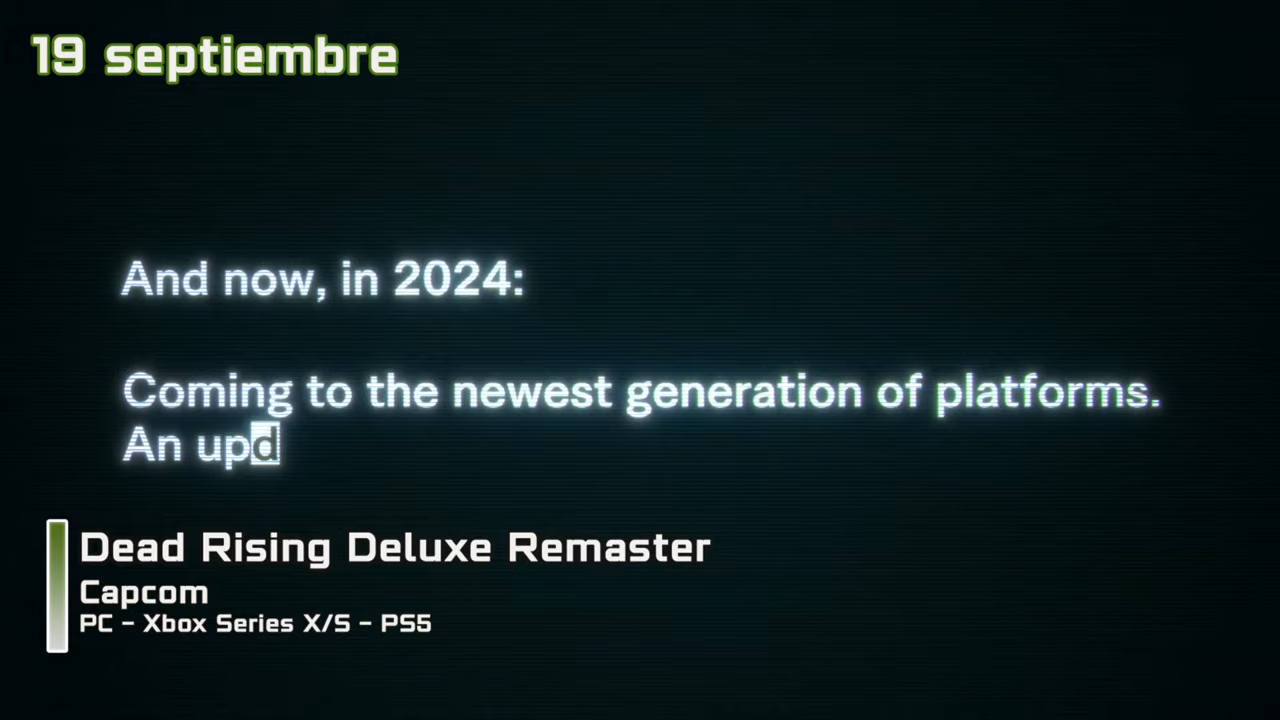 19 septiembre
And now, in 2024:
Coming to the newest generation of platforms.
An upd
Dead Rising Deluxe Remaster
Capcom
PC - Xbox Series X/S - PS5